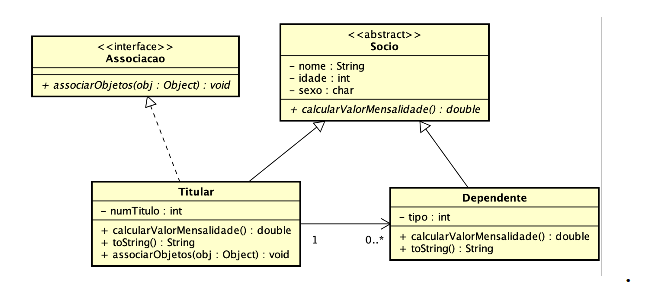 <<interface>>
Associacao
+ associarObjetos(obj : Object) : void
<<abstract>>
Socio
- nome : String
- idade : int
- sexo : char
+ calcularValorMensalidade() : double
Titular
- numTitulo : int
+ calcularValorMensalidade() : double
+ toString() : String
+ associarObjetos(obj : Object) : void
1
0..*
Dependente
- tipo : int
+ calcularValorMensalidade() : double
+ toString() : String